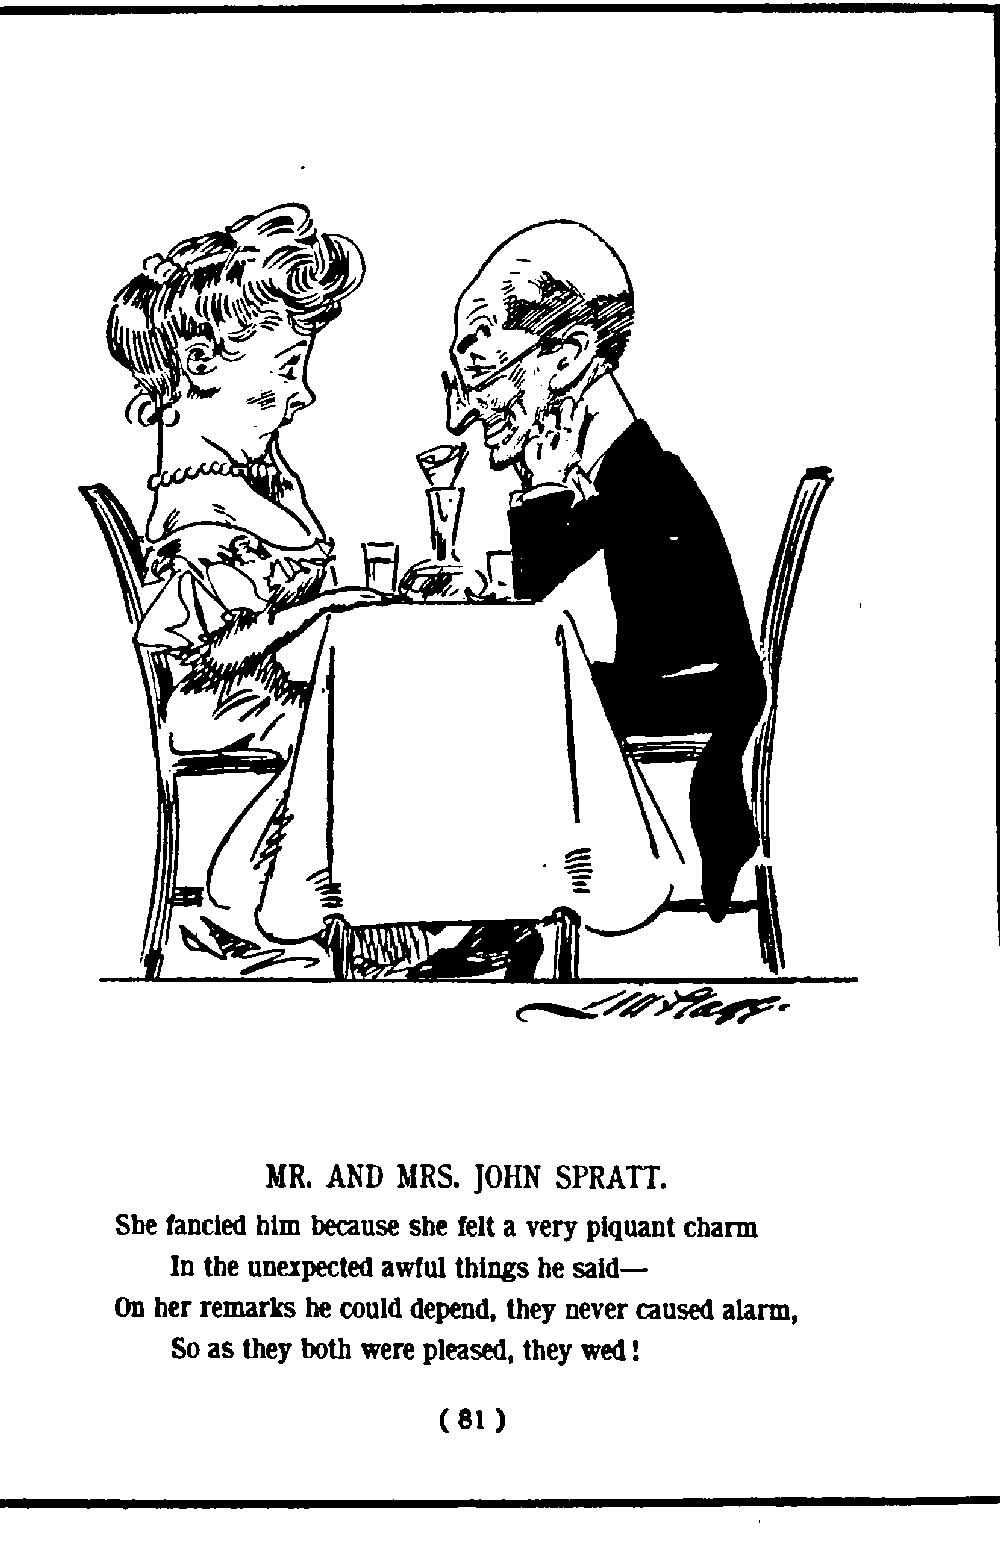 MR. AND MRS. JOHN SPRATT.
She fancied him because she felt a very piquant charm
In the unexpected awful things he said—
On her remarks he could depend, they never caused alarm,
So as they both were pleased, they wed!
( 81 )